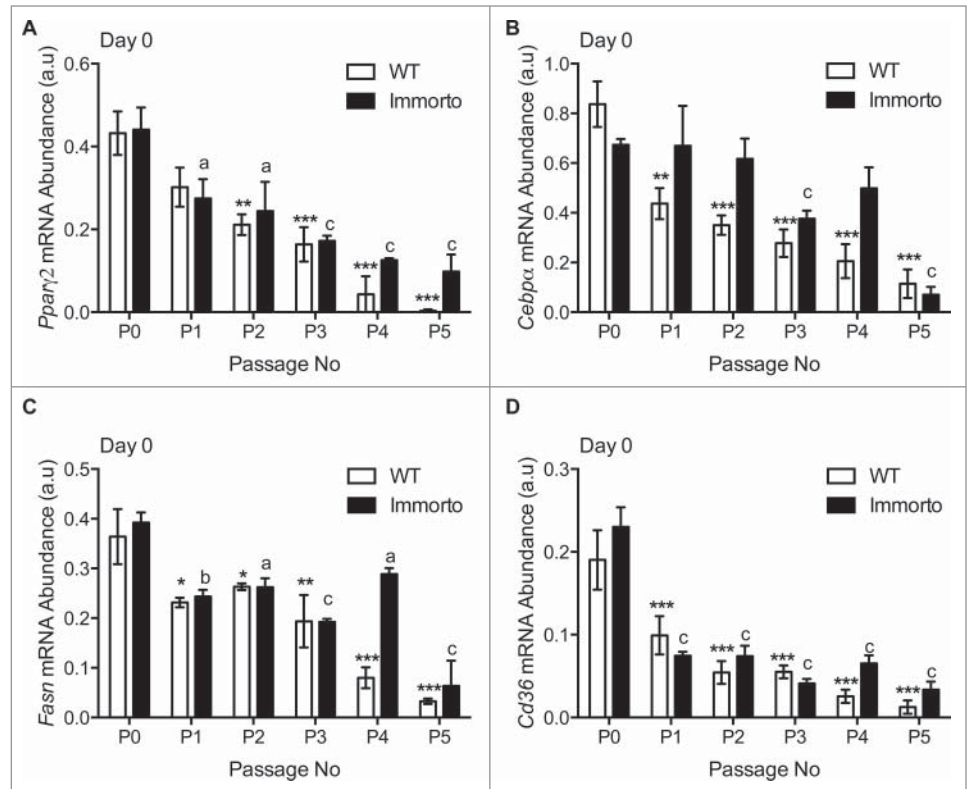 A
Day 0
WT
Immorto
Pparγ2 mRNA Abundance (a.u)
0.6
0.4
0.2
0.0
a
a
**
***
c
***
c
***
c
P0 P1 P2 P3 P4 P5
Passage No
B
Day 0
WT
Immorto
Cebpα mRNA Abundance (a.u)
1.0
0.8
0.6
0.4
0.2
0.0
**
***
***
c
***
***
c
P0 P1 P2 P3 P4 P5
Passage No
C
Day 0
WT
Immorto
Fasn mRNA Abundance (a.u)
0.5
0.4
0.3
0.2
0.1
0.0
*
b
*
a
**
c
***
a
***
c
P0 P1 P2 P3 P4 P5
Passage No
D
Day 0
WT
Immorto
Cd36 mRNA Abundance (a.u)
0.3
0.2
0.1
0.0
***
c
***
c
***
c
***
c
***
c
P0 P1 P2 P3 P4 P5
Passage No